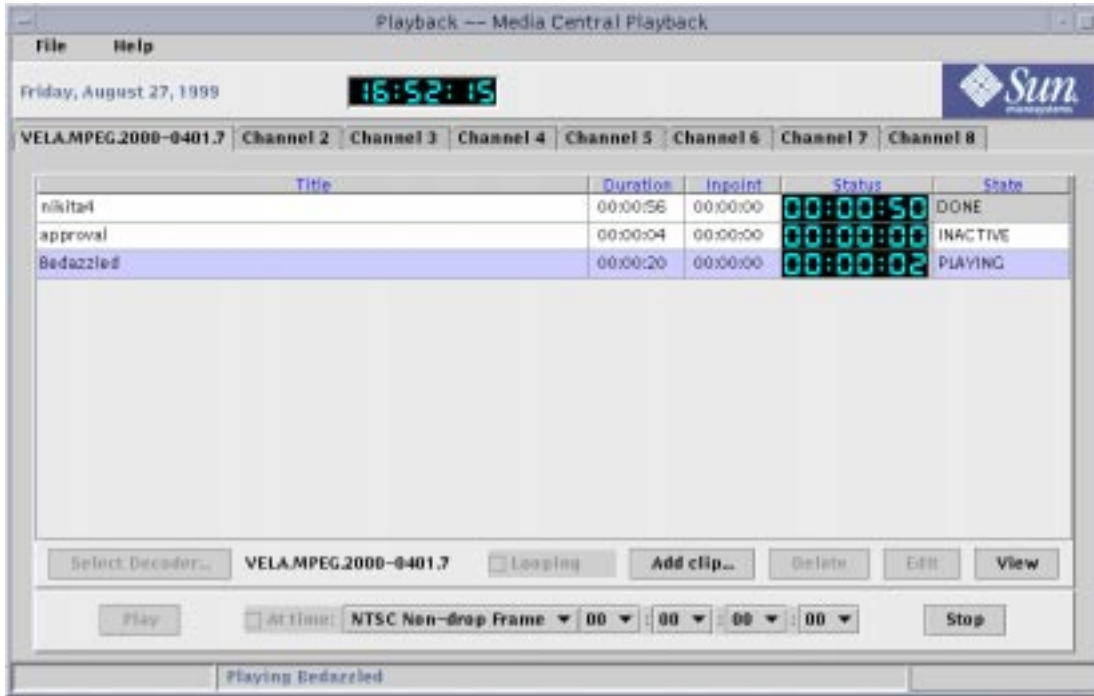 Playback -- Media Central Playback
File Help
Friday, August 27, 1999 16:52:15 Sun microsystems
VELA.MPEG.2000-0401.7 Channel 2 Channel 3 Channel 4 Channel 5 Channel 6 Channel 7 Channel 8
Title Duration Inpoint Status State
nikita4 00:00:56 00:00:00 00:00:50 DONE
approval 00:00:04 00:00:00 00:00:00 INACTIVE
Bedazzled 00:00:20 00:00:00 00:00:02 PLAYING
Select Decoder... VELA.MPEG.2000-0401.7 Looping Add clip... Delete Edit View
Play At time: NTSC Non-drop Frame 00 : 00 : 00 : 00 Stop
Playing Bedazzled